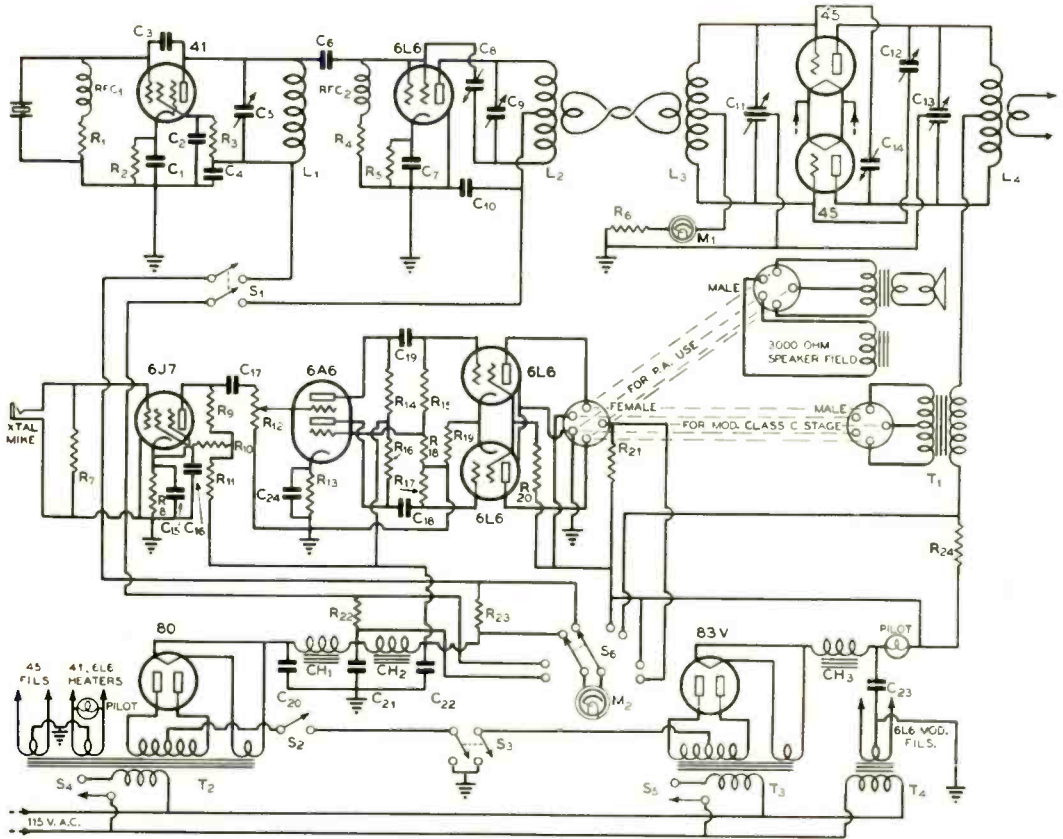 C3
41
C6
6L6
C8
45
C12
RFC1
R1
R2
C1
C2
R3
C4
C5
L1
RFC2
R4
R5
C7
C9
C10
L2
L3
C11
C13
C14
45
L4
R6
M1
S1
MALE
3000 OHM
SPEAKER FIELD
FOR P.A. USE
FEMALE
MALE
FOR MOD. CLASS C STAGE
T1
6J7
C17
6A6
C19
6L6
XTAL
MIKE
R7
R9
R10
R11
R12
R8
C15
C16
C24
R13
R14
R15
R16
R17
R18
R19
C18
6L6
R20
R21
R24
80
R22
R23
S6
83V
PILOT
45
FILS
41, 6L6
HEATERS
PILOT
CH1
CH2
C20
C21
C22
M2
CH3
C23
6L6 MOD.
FILS.
S2
S3
S4
T2
S5
T3
T4
115 V. A.C.